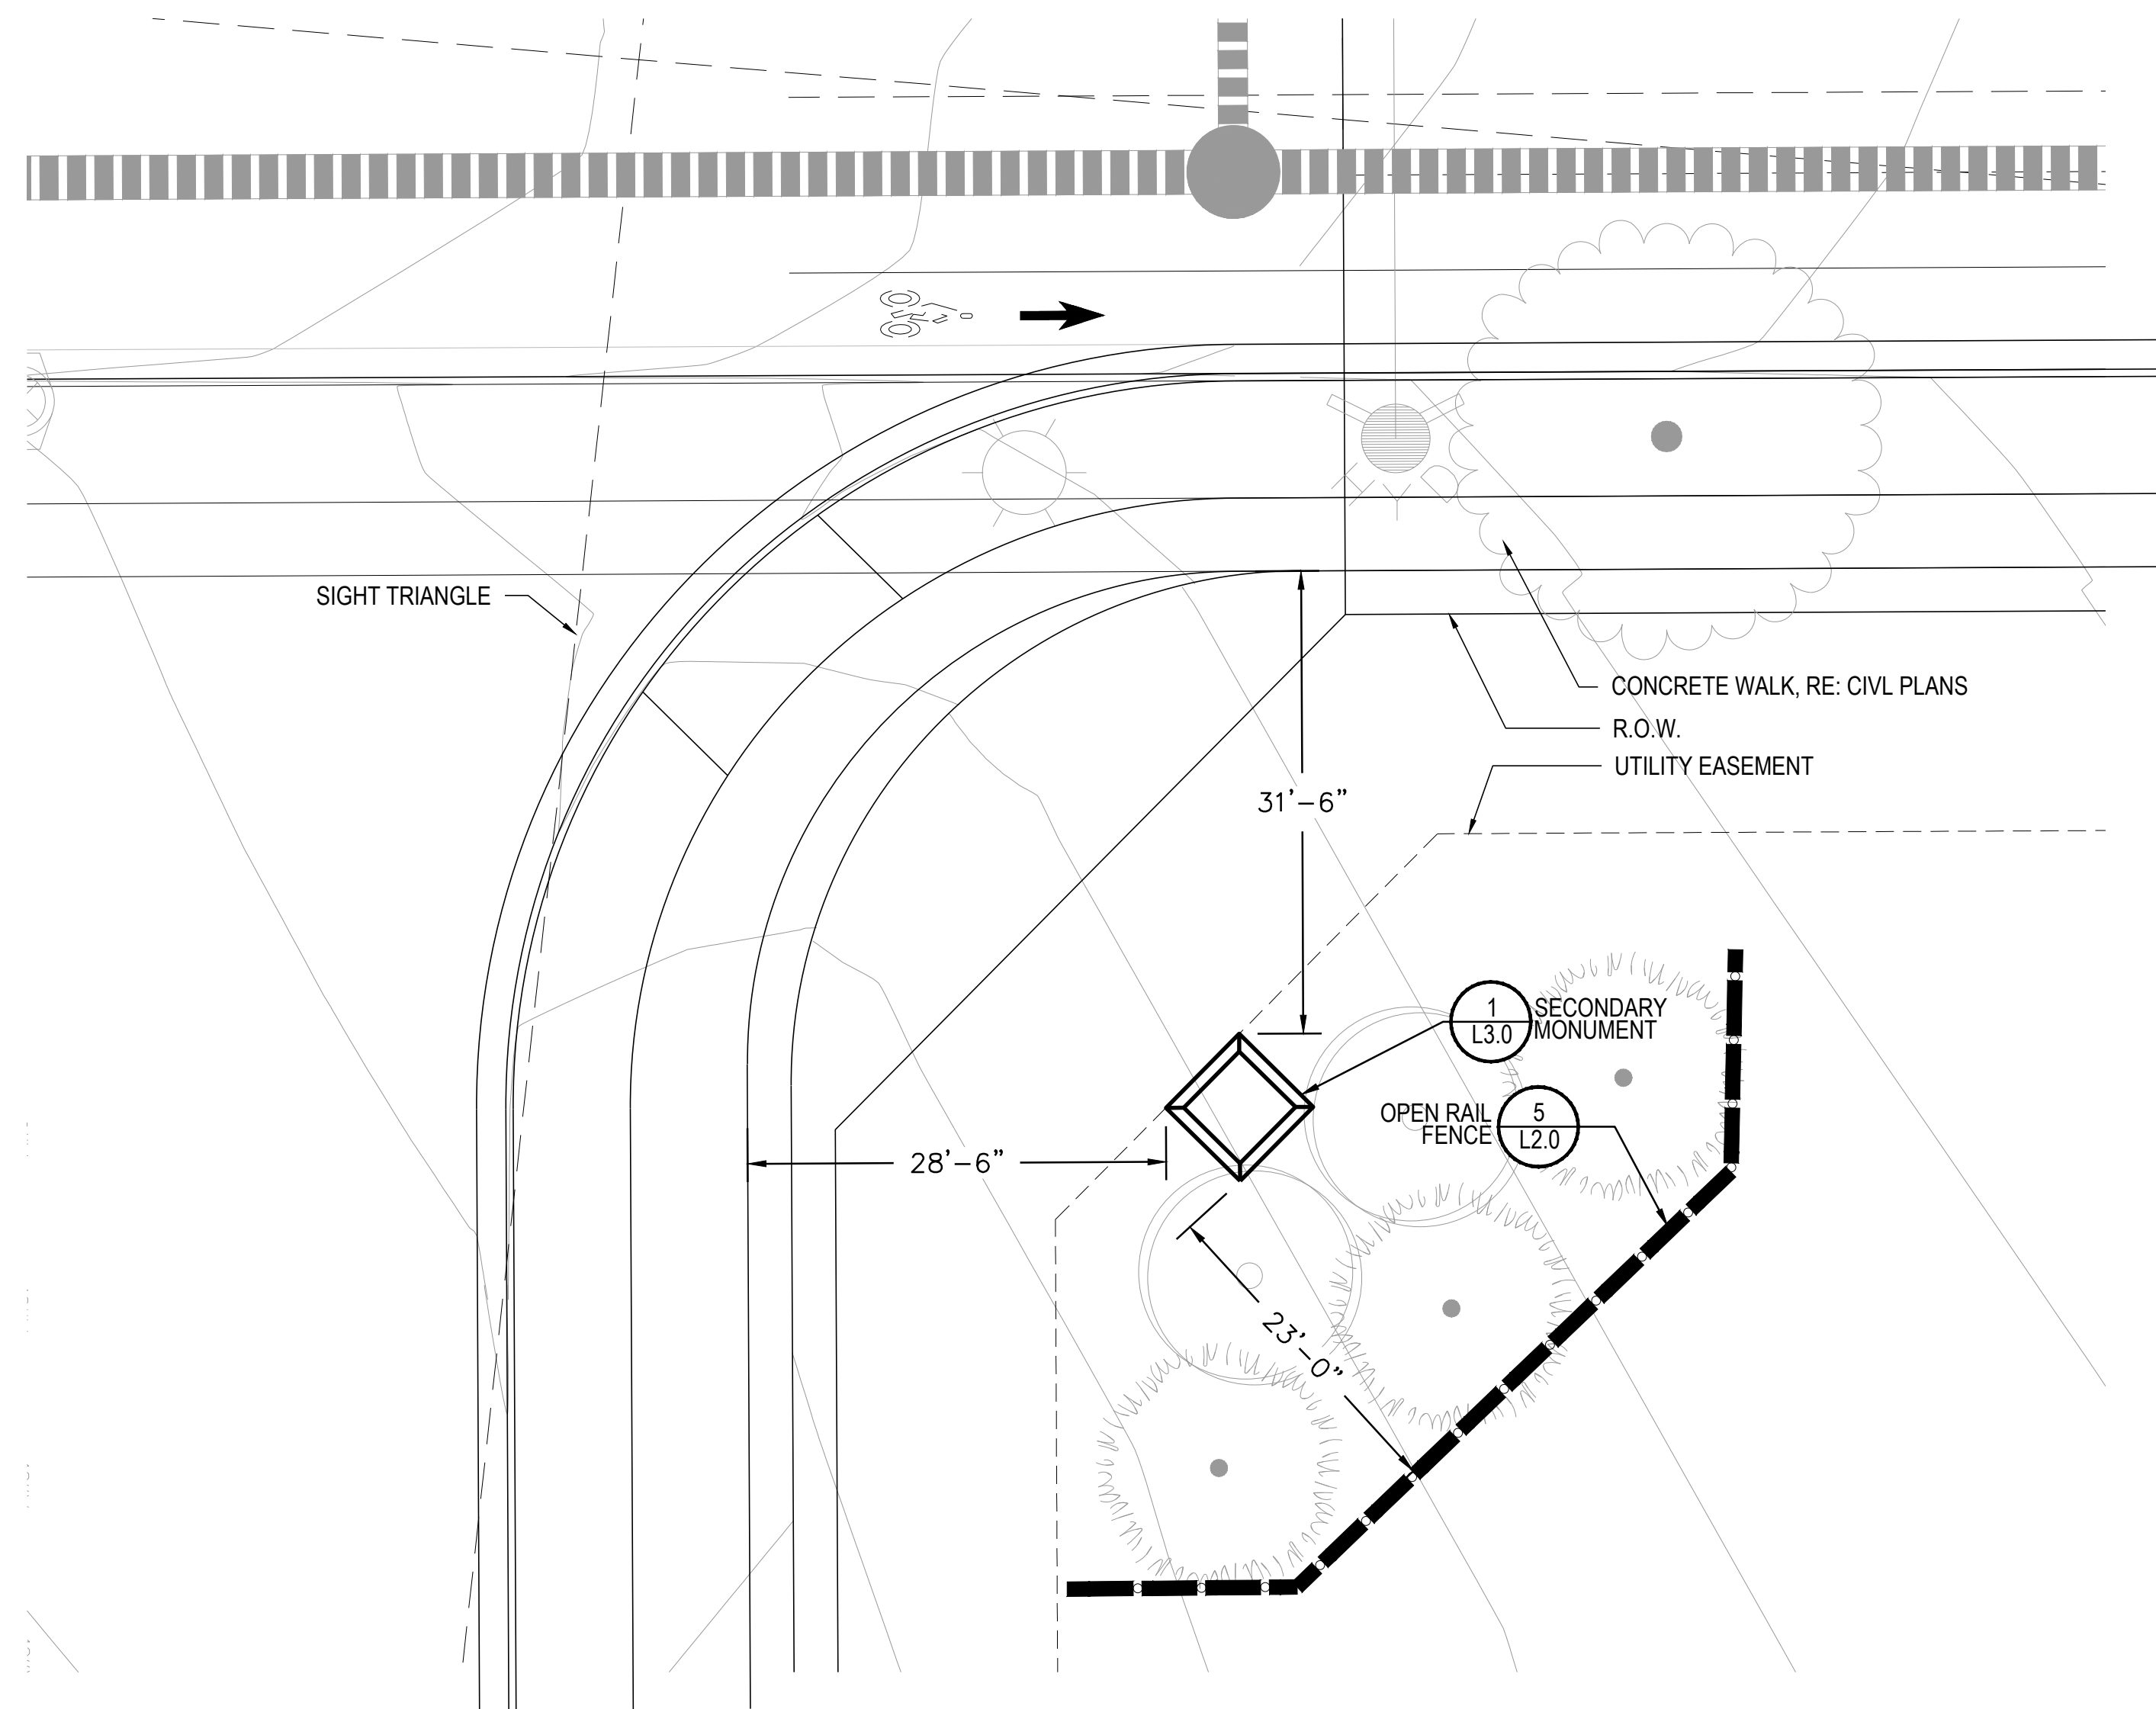 SIGHT TRIANGLE
CONCRETE WALK, RE: CIVL PLANS
R.O.W.
UTILITY EASEMENT
31'-6"
1
L3.0
SECONDARY
MONUMENT
5
L2.0
OPEN RAIL
FENCE
28'-6"
23'-0"